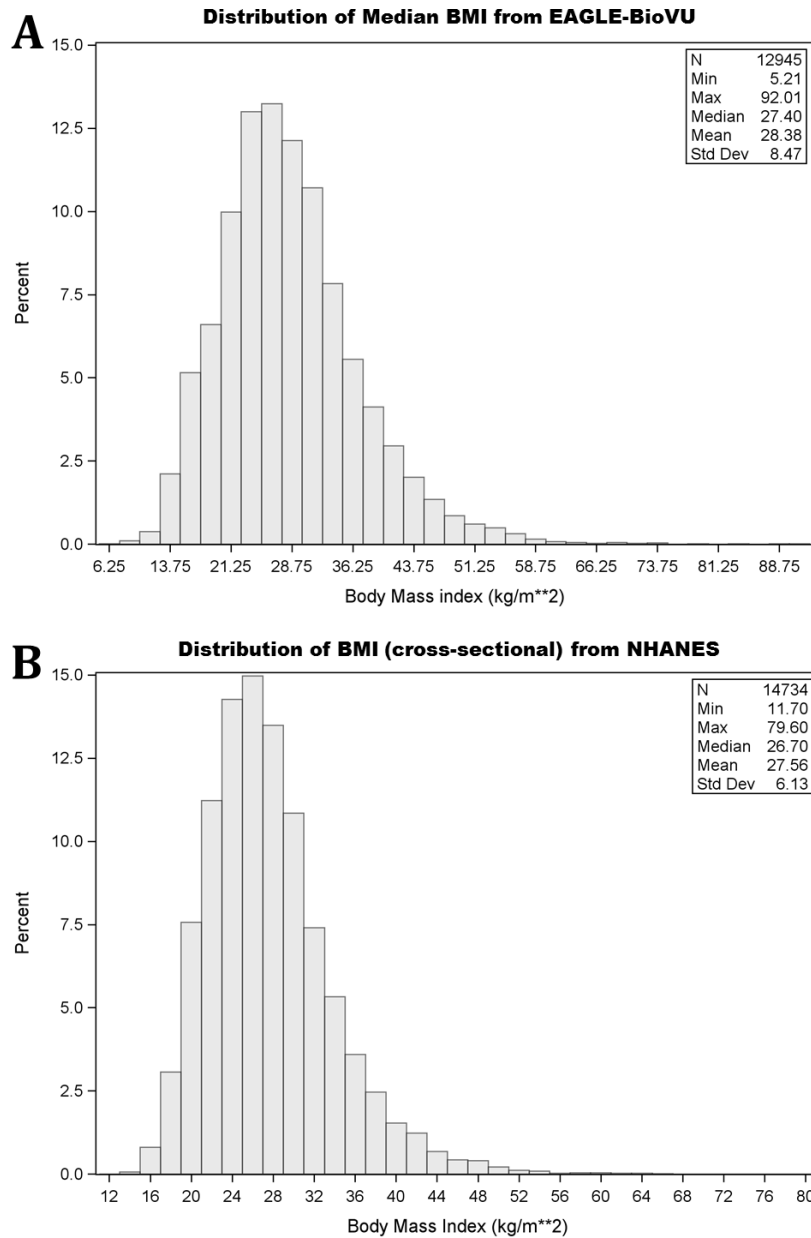 A
Distribution of Median BMI from EAGLE-BioVU
15.0
12.5
10.0
7.5
5.0
2.5
0.0
Percent
N 12945
Min 5.21
Max 92.01
Median 27.40
Mean 28.38
Std Dev 8.47
6.25 13.75 21.25 28.75 36.25 43.75 51.25 58.75 66.25 73.75 81.25 88.75
Body Mass index (kg/m**2)
B
Distribution of BMI (cross-sectional) from NHANES
15.0
12.5
10.0
7.5
5.0
2.5
0.0
Percent
N 14734
Min 11.70
Max 79.60
Median 26.70
Mean 27.56
Std Dev 6.13
12 16 20 24 28 32 36 40 44 48 52 56 60 64 68 72 76 80
Body Mass Index (kg/m**2)